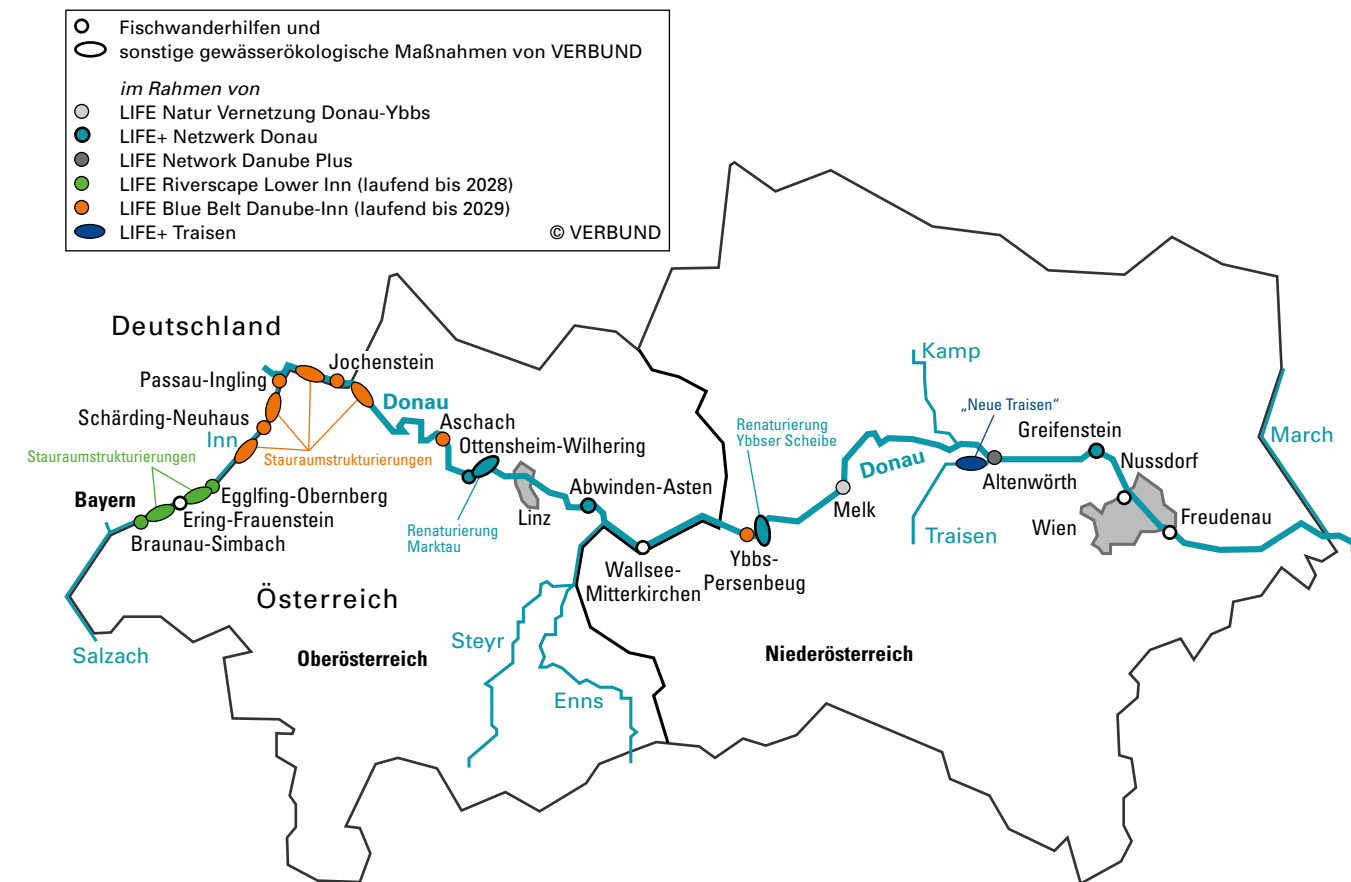 Fischwanderhilfen und
sonstige gewässerökologische Maßnahmen von VERBUND
im Rahmen von
LIFE Natur Vernetzung Donau-Ybbs
LIFE+ Netzwerk Donau
LIFE Network Danube Plus
LIFE Riverscape Lower Inn (laufend bis 2028)
LIFE Blue Belt Danube-Inn (laufend bis 2029)
LIFE+ Traisen
© VERBUND
Deutschland
Jochenstein
Passau-Ingling
Donau
Schärding-Neuhaus
Inn
Aschach
Ottensheim-Wilhering
Stauraumstrukturierungen
Stauraumstrukturierungen
Bayern
Egglfing-Obernberg
Ering-Frauenstein
Braunau-Simbach
Renaturierung
Marktau
Linz
Abwinden-Asten
Wallsee-
Mitterkirchen
Österreich
Salzach
Oberösterreich
Steyr
Enns
Renaturierung
Ybbser Scheibe
Ybbs-
Persenbeug
Melk
Donau
Kamp
„Neue Traisen“
Traisen
Altenwörth
Greifenstein
Nussdorf
Wien
Freudenau
March
Niederösterreich